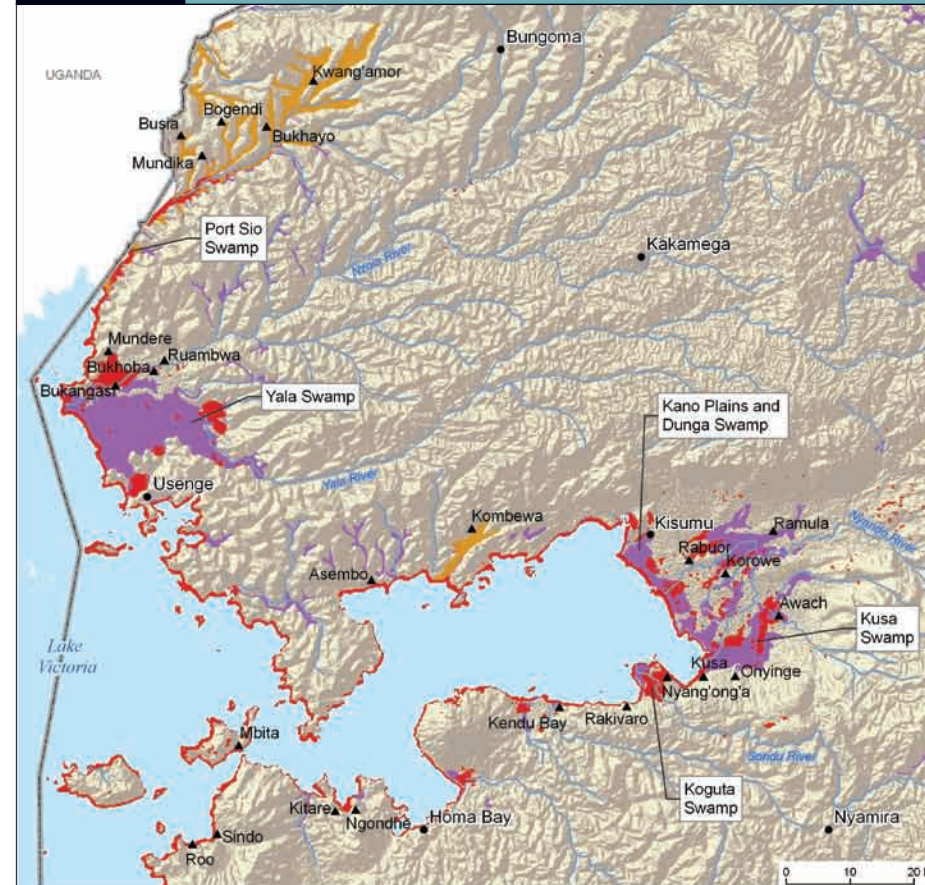 Bungoma
UGANDA
Kwang'amor
Bogendi
Busia
Bukhayo
Mundika
Port Sio
Swamp
Kakamega
Nzoia River
Mundere
Ruambwa
Bukhoba
Bukangasi
Yala Swamp
Kano Plains and
Dunga Swamp
Yala River
Usenge
Kombewa
Kisumu
Ramula
Nyando River
Rabuor
Korowe
Asembo
Awach
Kusa
Swamp
Lake
Victoria
Kusa
Onyinge
Nyang'ong'a
Kendu Bay
Rakivaro
Mbita
Sondu River
Koguta
Swamp
Kitare
Ngondhe
Homa Bay
Nyamira
Sindo
Roo
0 10 20